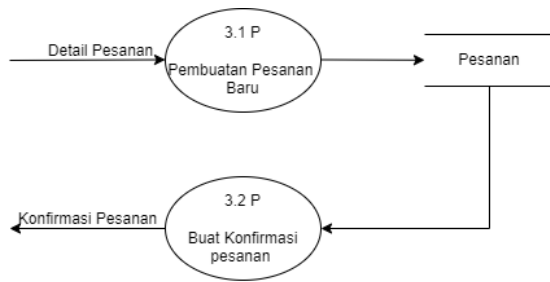 Detail Pesanan
3.1 P
Pembuatan Pesanan
Baru
Pesanan
Konfirmasi Pesanan
3.2 P
Buat Konfirmasi
pesanan